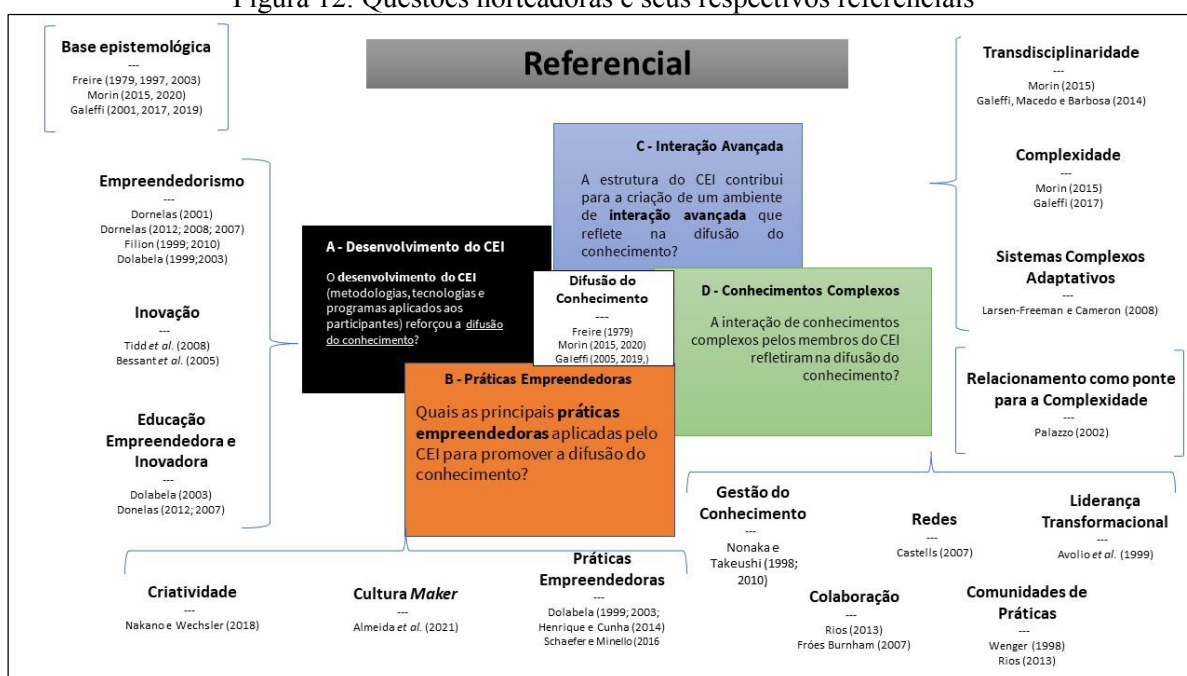 Figura 12: Questões norteadoras e seus respectivos referenciais
Referencial
Base epistemológica
---
Freire (1979, 1997, 2003)
Morin (2015, 2020)
Galeffi (2001, 2017, 2019)
Empreendedorismo
---
Dornelas (2001)
Dornelas (2012; 2008; 2007)
Filion (1999; 2010)
Dolabela (1999;2003)
Inovação
---
Tidd et al. (2008)
Bessant et al. (2005)
Educação
Empreendedora e
Inovadora
---
Dolabela (2003)
Donelas (2012; 2007)
A - Desenvolvimento do CEI
O desenvolvimento do CEI
(metodologias, tecnologias e
programas aplicados aos
participantes) reforçou a difusão
do conhecimento?
C - Interação Avançada
A estrutura do CEI contribui
para a criação de um ambiente
de interação avançada que
reflete na difusão do
conhecimento?
Difusão do
Conhecimento
---
Freire (1979)
Morin (2015, 2020)
Galeffi (2005, 2019,)
D - Conhecimentos Complexos
A interação de conhecimentos
complexos pelos membros do CEI
refletiram na difusão do
conhecimento?
B - Práticas Empreendedoras
Quais as principais práticas
empreendedoras aplicadas pelo
CEI para promover a difusão do
conhecimento?
Transdisciplinaridade
---
Morin (2015)
Galeffi, Macedo e Barbosa (2014)
Complexidade
---
Morin (2015)
Galeffi (2017)
Sistemas Complexos
Adaptativos
---
Larsen-Freeman e Cameron (2008)
Relacionamento como ponte
para a Complexidade
---
Palazzo (2002)
Criatividade
---
Nakano e Wechsler (2018)
Cultura Maker
---
Almeida et al. (2021)
Práticas
Empreendedoras
---
Dolabela (1999; 2003;
Henrique e Cunha (2014)
Schaefer e Minello (2016
Gestão do
Conhecimento
---
Nonaka e
Takeushi (1998;
2010)
Redes
---
Castells (2007)
Liderança
Transformacional
---
Avolio et al. (1999)
Colaboração
---
Rios (2013)
Fróes Burnham (2007)
Comunidades de
Práticas
---
Wenger (1998)
Rios (2013)